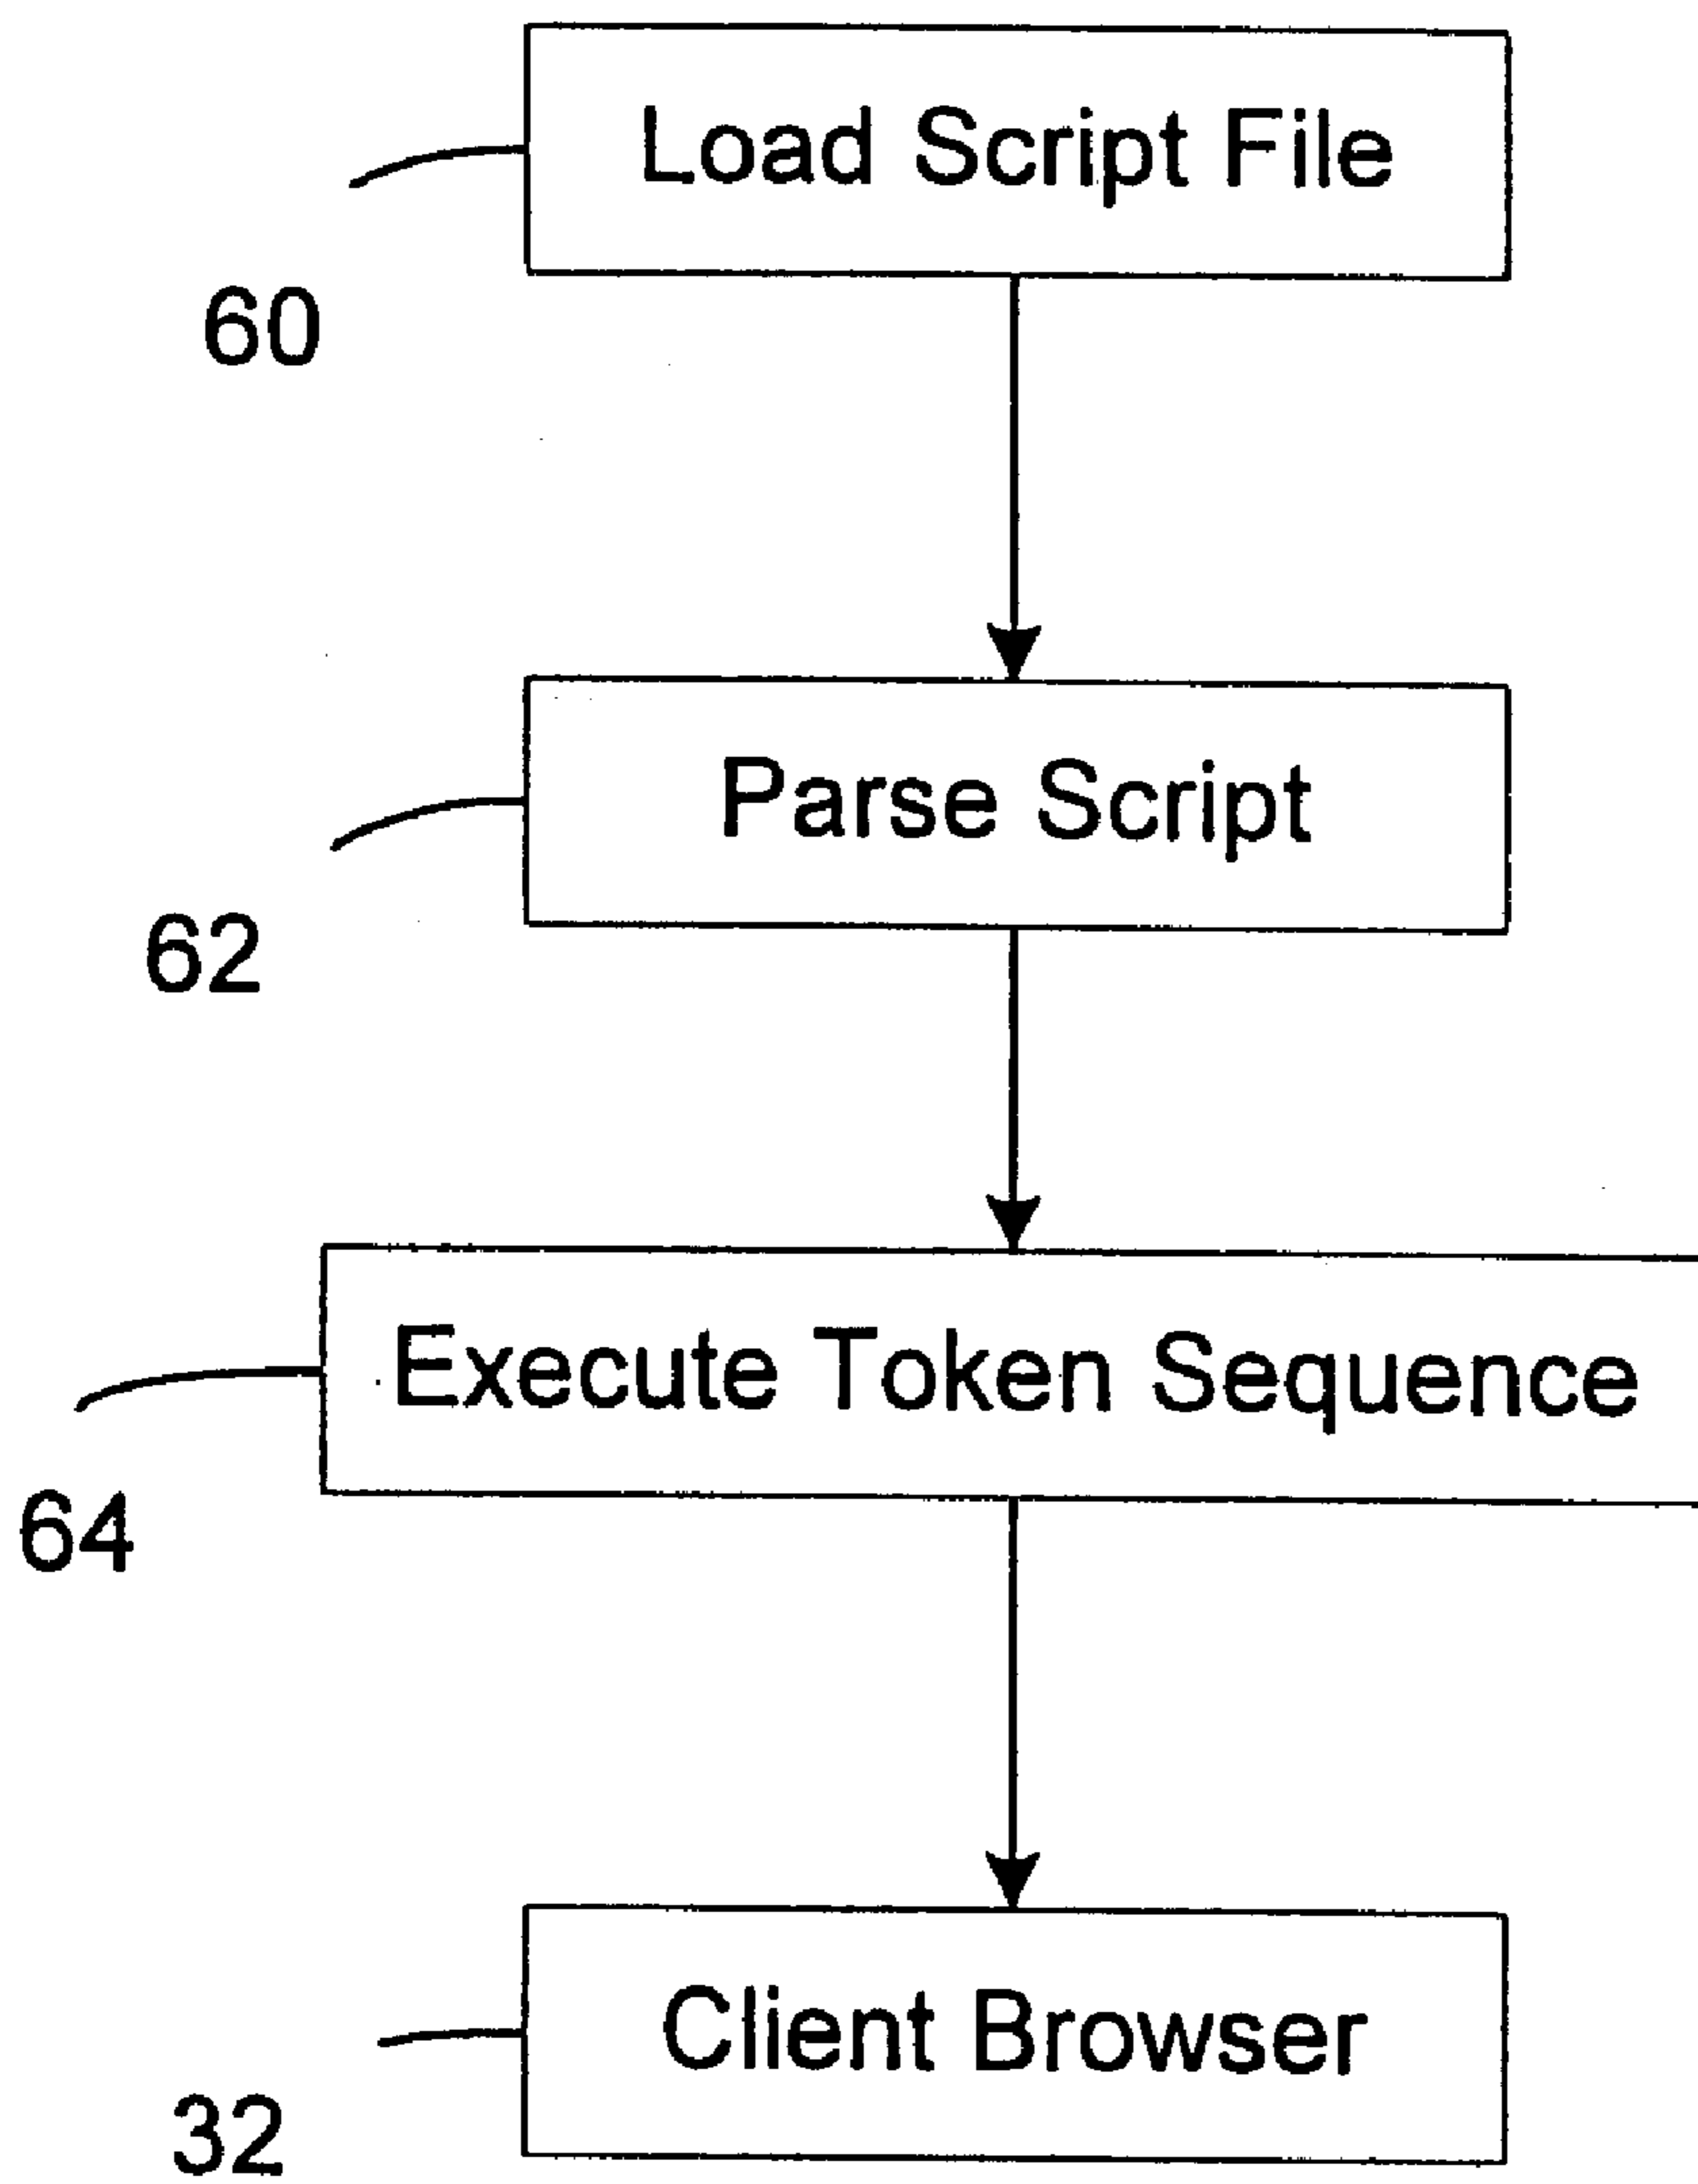 Load Script File
60
Parse Script
62
Execute Token Sequence
64
Client Browser
32